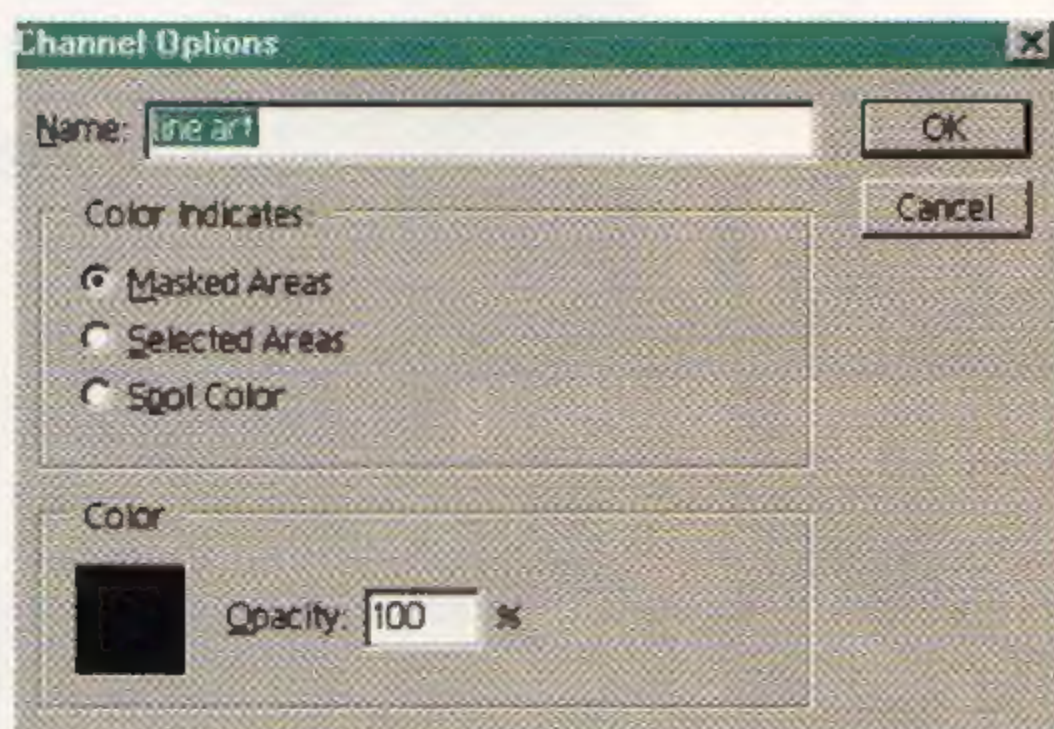 Channel Options
Name: line art
OK
Cancel
Color Indicates:
Masked Areas
Selected Areas
Spot Color
Color
Opacity: 100 %